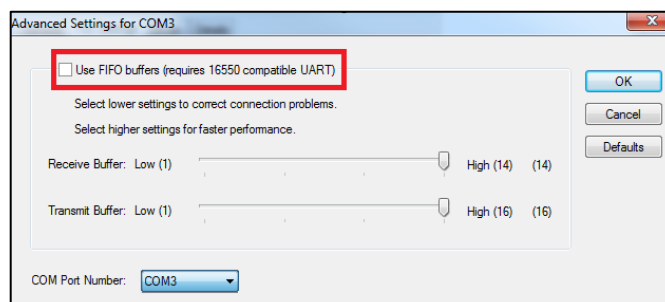 Advanced Settings for COM3
Use FIFO buffers (requires 16550 compatible UART)
OK
Select lower settings to correct connection problems.
Cancel
Select higher settings for faster performance.
Defaults
Receive Buffer: Low (1) High (14) (14)
Transmit Buffer: Low (1) High (16) (16)
COM Port Number: COM3